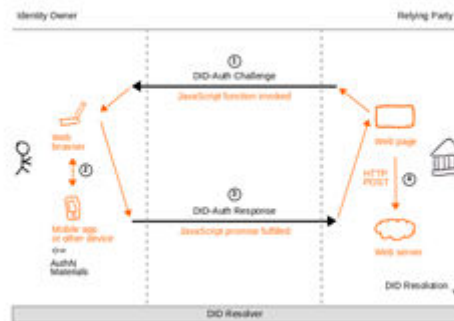 Identity Owner
Relying Party
1
DID-Auth Challenge
JavaScript function invoked
Web
browser
Web page
2
HTTP
POST
4
3
DID-Auth Response
JavaScript promise fulfilled
Mobile app
or other device
Web server
AuthN
Materials
DID Resolution
DID Resolver